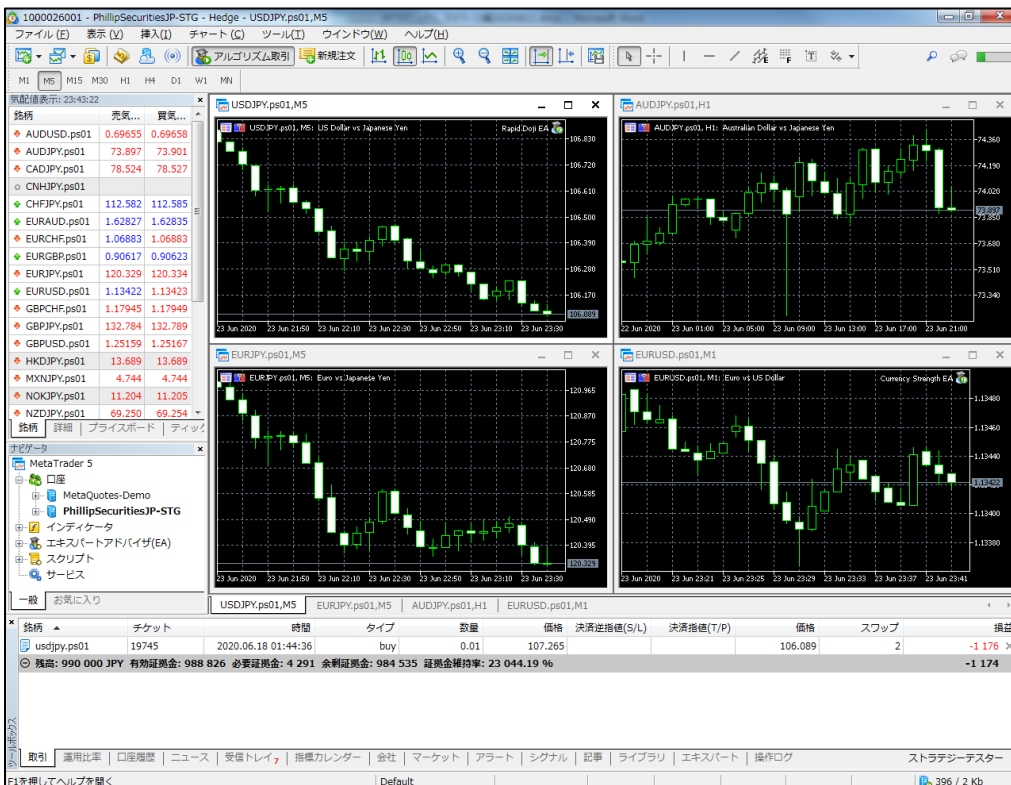 1000026001 - PhillipSecuritiesJP-STG - Hedge - USDJPY.ps01,M5
ファイル (F) 表示 (V) 挿入(I) チャート (C) ツール(T) ウインドウ(W) ヘルプ(H)
アルゴリズム取引 新規注文
M1 M5 M15 M30 H1 H4 D1 W1 MN
気配値表示: 23:43:22
銘柄 売気... 買気...
AUDUSD.ps01 0.69655 0.69658
AUDJPY.ps01 73.897 73.901
CADJPY.ps01 78.524 78.527
CNHJPY.ps01
CHFJPY.ps01 112.582 112.585
EURAUD.ps01 1.62827 1.62835
EURCHF.ps01 1.06883 1.06883
EURGBP.ps01 0.90617 0.90623
EURJPY.ps01 120.329 120.334
EURUSD.ps01 1.13422 1.13423
GBPCHF.ps01 1.17945 1.17949
GBPJPY.ps01 132.784 132.789
GBPUSD.ps01 1.25159 1.25167
HKDJPY.ps01 13.689 13.689
MXNJPY.ps01 4.744 4.744
NOKJPY.ps01 11.204 11.205
NZDJPY.ps01 69.250 69.254
銘柄 詳細 プライスボード ティック
ナビゲータ
MetaTrader 5
口座
MetaQuotes-Demo
PhillipSecuritiesJP-STG
インディケータ
エキスパートアドバイザ(EA)
スクリプト
サービス
一般 お気に入り
USDJPY.ps01,M5
USDJPY.ps01, M5: US Dollar vs Japanese Yen Rapid Doji EA
106.830
106.720
106.610
106.500
106.390
106.280
106.170
106.089
23 Jun 2020 23 Jun 21:50 23 Jun 22:10 23 Jun 22:30 23 Jun 22:50 23 Jun 23:10 23 Jun 23:30
AUDJPY.ps01,H1
AUDJPY.ps01, H1: Australian Dollar vs Japanese Yen
74.360
74.190
74.020
73.897
73.850
73.680
73.510
73.340
22 Jun 2020 23 Jun 01:00 23 Jun 05:00 23 Jun 09:00 23 Jun 13:00 23 Jun 17:00 23 Jun 21:00
EURJPY.ps01,M5
EURJPY.ps01, M5: Euro vs Japanese Yen
120.965
120.870
120.775
120.680
120.585
120.490
120.395
120.329
23 Jun 2020 23 Jun 21:50 23 Jun 22:10 23 Jun 22:30 23 Jun 22:50 23 Jun 23:10 23 Jun 23:30
EURUSD.ps01,M1
EURUSD.ps01, M1: Euro vs US Dollar Currency Strength EA
1.13480
1.13460
1.13440
1.13422
1.13400
1.13380
23 Jun 2020 23 Jun 23:21 23 Jun 23:25 23 Jun 23:29 23 Jun 23:33 23 Jun 23:37 23 Jun 23:41
USDJPY.ps01,M5 EURJPY.ps01,M5 AUDJPY.ps01,H1 EURUSD.ps01,M1
銘柄 チケット 時間 タイプ 数量 価格 決済逆指値(S/L) 決済指値(T/P) 価格 スワップ 損益
usdjpy.ps01 19745 2020.06.18 01:44:36 buy 0.01 107.265 106.089 2 -1 176
残高: 990 000 JPY 有効証拠金: 988 826 必要証拠金: 4 291 余剰証拠金: 984 535 証拠金維持率: 23 044.19 % -1 174
ツールボックス
取引 運用比率 口座履歴 ニュース 受信トレイ 7 指標カレンダー 会社 マーケット アラート シグナル 記事 ライブラリ エキスパート 操作ログ ストラテジーテスター
F1を押してヘルプを開く Default 396 / 2 Kb